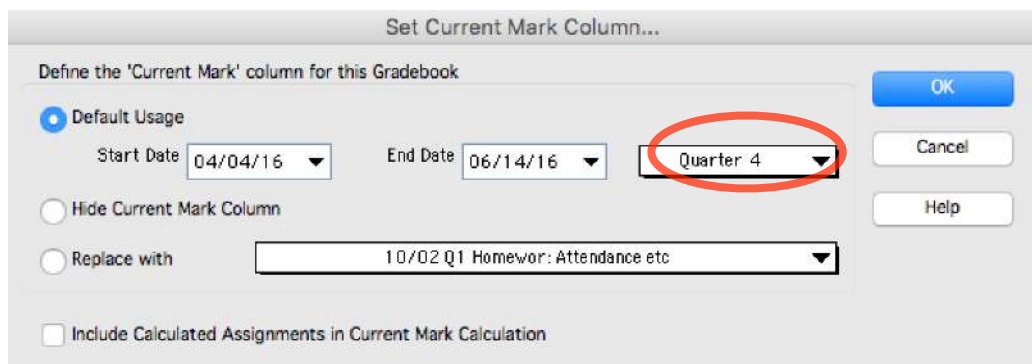 Set Current Mark Column...
Define the 'Current Mark' column for this Gradebook
OK
Default Usage
Start Date 04/04/16 End Date 06/14/16 Quarter 4
Cancel
Hide Current Mark Column
Help
Replace with 10/02 Q1 Homewor: Attendance etc
Include Calculated Assignments in Current Mark Calculation